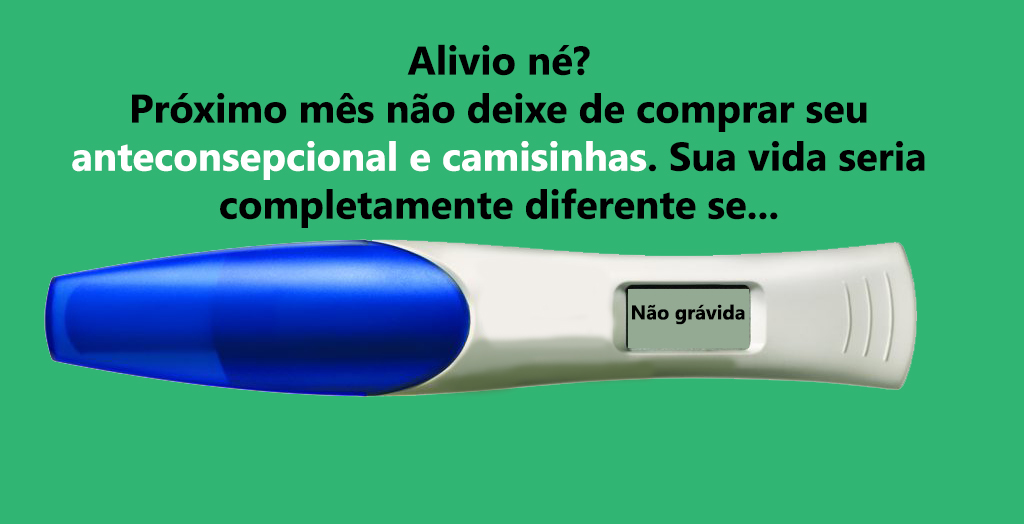 Alivio né?
Próximo mês não deixe de comprar seu
anteconsepcional e camisinhas. Sua vida seria
completamente diferente se...
Não grávida